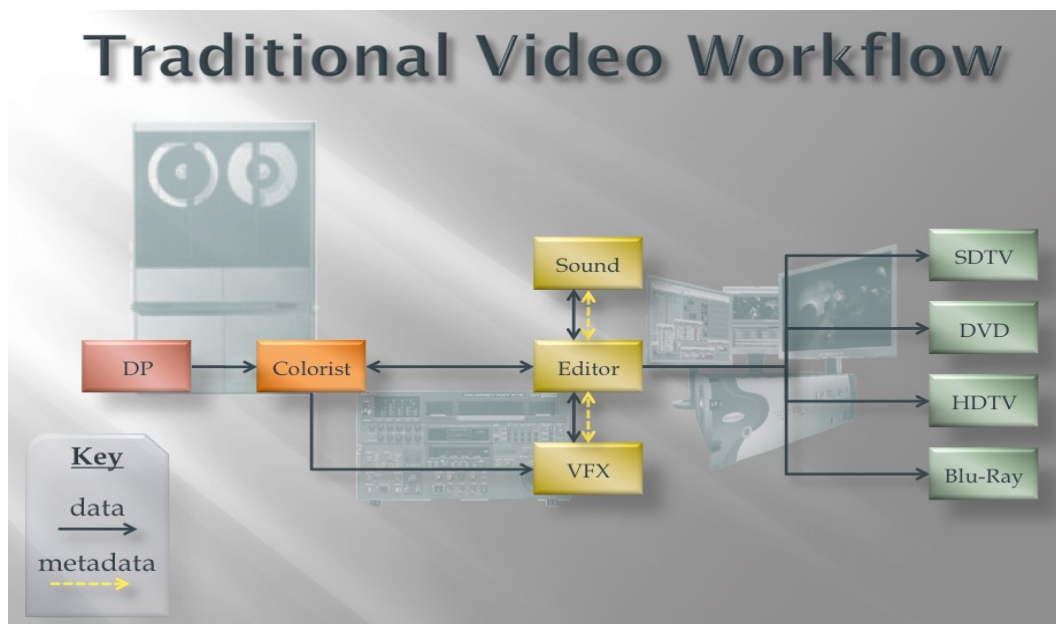 Traditional Video Workflow
Sound
SDTV
DVD
DP
Colorist
Editor
HDTV
VFX
Blu-Ray
Key
data
metadata